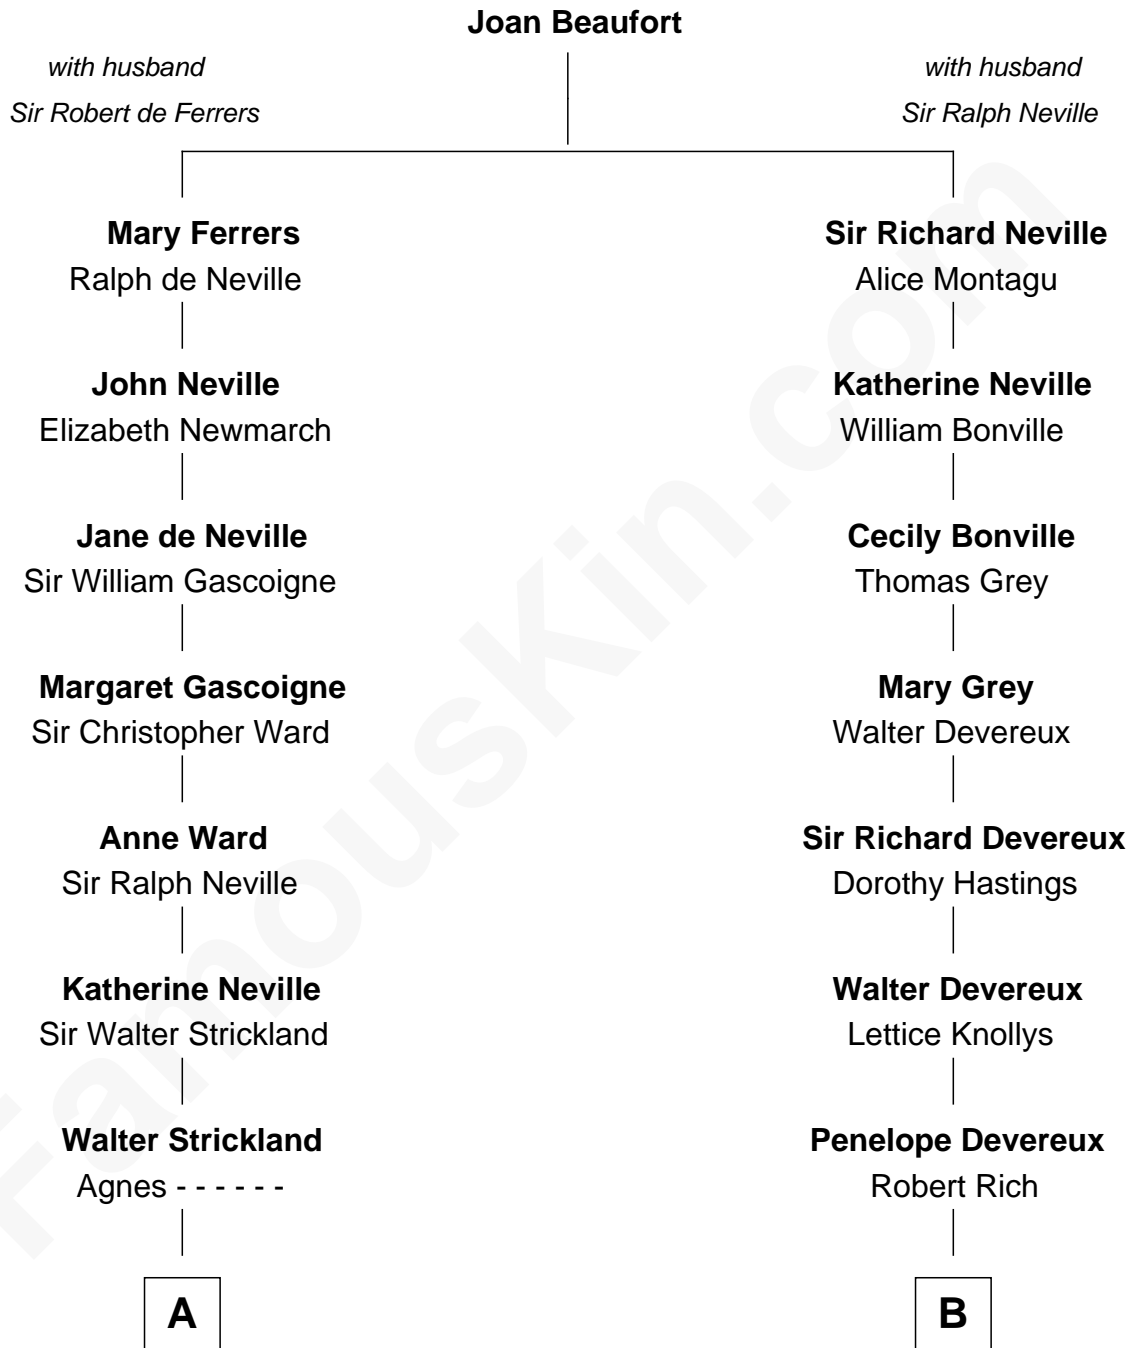 Joan Beaufort
with husband
Sir Robert de Ferrers
with husband
Sir Ralph Neville
Mary Ferrers
Ralph de Neville
Sir Richard Neville
Alice Montagu
John Neville
Elizabeth Newmarch
Katherine Neville
William Bonville
Jane de Neville
Sir William Gascoigne
Cecily Bonville
Thomas Grey
Margaret Gascoigne
Sir Christopher Ward
Mary Grey
Walter Devereux
Anne Ward
Sir Ralph Neville
Sir Richard Devereux
Dorothy Hastings
Katherine Neville
Sir Walter Strickland
Walter Devereux
Lettice Knollys
Walter Strickland
Agnes - - - - - -
Penelope Devereux
Robert Rich
A
B
FamousKin.com